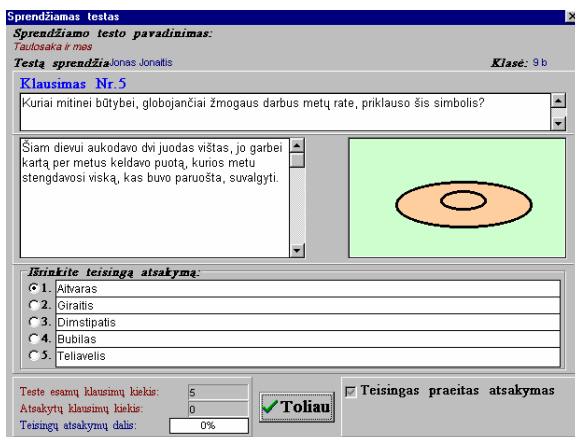 Sprendžiamas testas
Sprendžiamo testo pavadinimas:
Tautosaka ir mes
Testą sprendžia Jonas Jonaitis Klasė: 9 b
Klausimas Nr.5
Kuriai mitinei būtybei, globojančiai žmogaus darbus metų rate, priklauso šis simbolis?
Šiam dievui aukodavo dvi juodas vištas, jo garbei
kartą per metus keldavo puotą, kurios metu
stengdavosi viską, kas buvo paruošta, suvalgyti.
Išrinkite teisingą atsakymą:
1. Aitvaras
2. Giraitis
3. Dimstipatis
4. Bubilas
5. Teliavelis
Teste esamų klausimų kiekis: 5
Atsakytų klausimų kiekis: 0
Teisingų atsakymų dalis: 0%
Toliau
Teisingas praeitas atsakymas